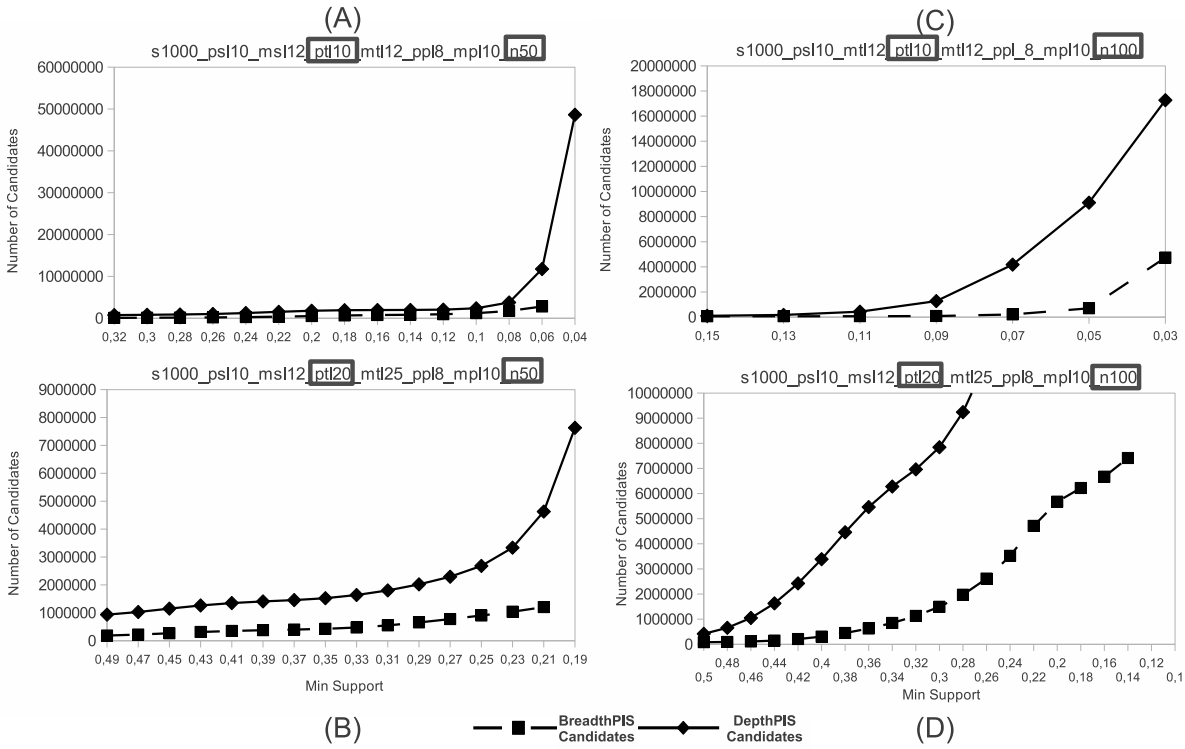 (A)
s1000_psl10_msl12_ptl10_mtl12_ppl8_mpl10_n50
60000000
50000000
40000000
30000000
20000000
10000000
0
Number of Candidates
0,32 0,3 0,28 0,26 0,24 0,22 0,2 0,18 0,16 0,14 0,12 0,1 0,08 0,06 0,04
(C)
s1000_psl10_mtl12_ptl10_mtl12_ppl_8_mpl10_n100
20000000
18000000
16000000
14000000
12000000
10000000
8000000
6000000
4000000
2000000
0
Number of Candidates
0,15 0,13 0,11 0,09 0,07 0,05 0,03
s1000_psl10_msl12_ptl20_mtl25_ppl8_mpl10_n50
9000000
8000000
7000000
6000000
5000000
4000000
3000000
2000000
1000000
0
Number of Candidates
0,49 0,47 0,45 0,43 0,41 0,39 0,37 0,35 0,33 0,31 0,29 0,27 0,25 0,23 0,21 0,19
Min Support
(B)
s1000_psl10_msl12_ptl20_mtl25_ppl8_mpl10_n100
10000000
9000000
8000000
7000000
6000000
5000000
4000000
3000000
2000000
1000000
0
Number of Candidates
0,48 0,44 0,4 0,36 0,32 0,28 0,24 0,2 0,16 0,12
0,5 0,46 0,42 0,38 0,34 0,3 0,26 0,22 0,18 0,14 0,1
Min Support
(D)
BreadthPIS
Candidates
DepthPIS
Candidates